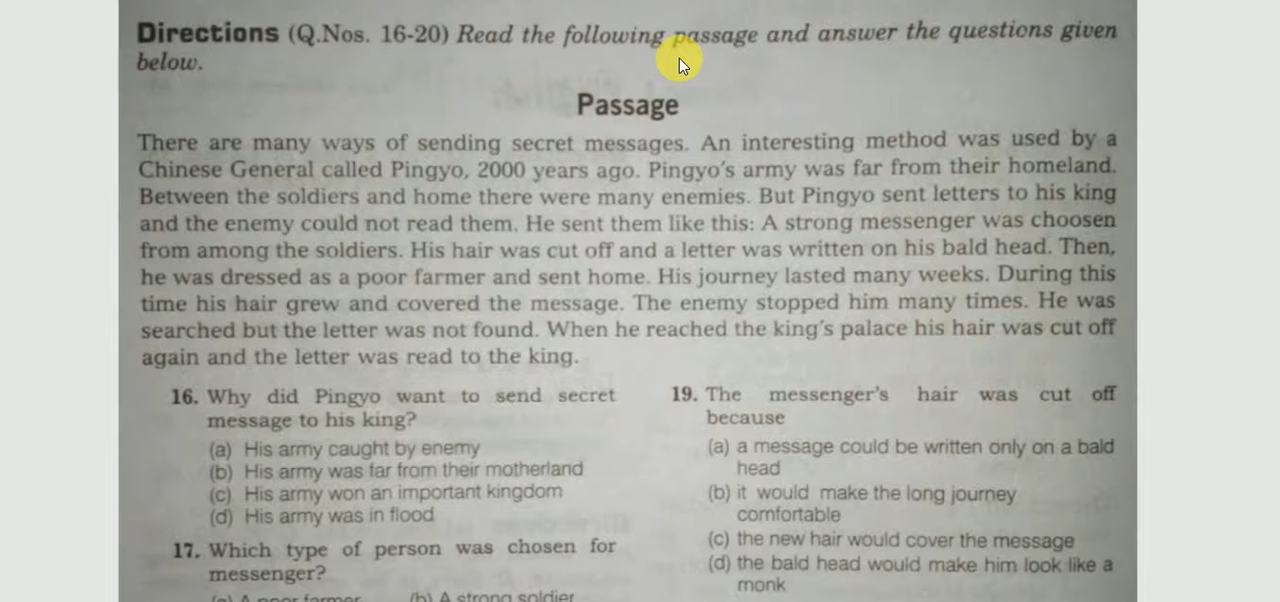 Directions (Q.Nos. 16-20) Read the following passage and answer the questions given
below.
Passage
There are many ways of sending secret messages. An interesting method was used by a
Chinese General called Pingyo, 2000 years ago. Pingyo's army was far from their homeland.
Between the soldiers and home there were many enemies. But Pingyo sent letters to his king
and the enemy could not read them. He sent them like this: A strong messenger was choosen
from among the soldiers. His hair was cut off and a letter was written on his bald head. Then,
he was dressed as a poor farmer and sent home. His journey lasted many weeks. During this
time his hair grew and covered the message. The enemy stopped him many times. He was
searched but the letter was not found. When he reached the king's palace his hair was cut off
again and the letter was read to the king.
16. Why did Pingyo want to send secret
message to his king?
(a) His army caught by enemy
(b) His army was far from their motherland
(c) His army won an important kingdom
(d) His army was in flood
17. Which type of person was chosen for
messenger?
(a) A poor farmer (b) A strong soldier
19. The messenger's hair was cut off
because
(a) a message could be written only on a bald
head
(b) it would make the long journey
comfortable
(c) the new hair would cover the message
(d) the bald head would make him look like a
monk